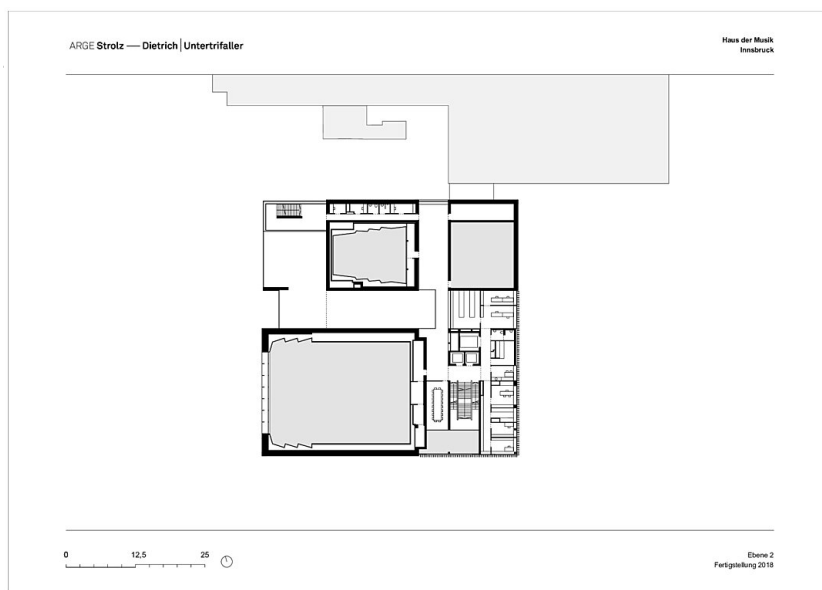 ARGE Strolz — Dietrich | Untertrifaller
Haus der Musik
Innsbruck
0 12,5 25
Ebene 2
Fertigstellung 2018